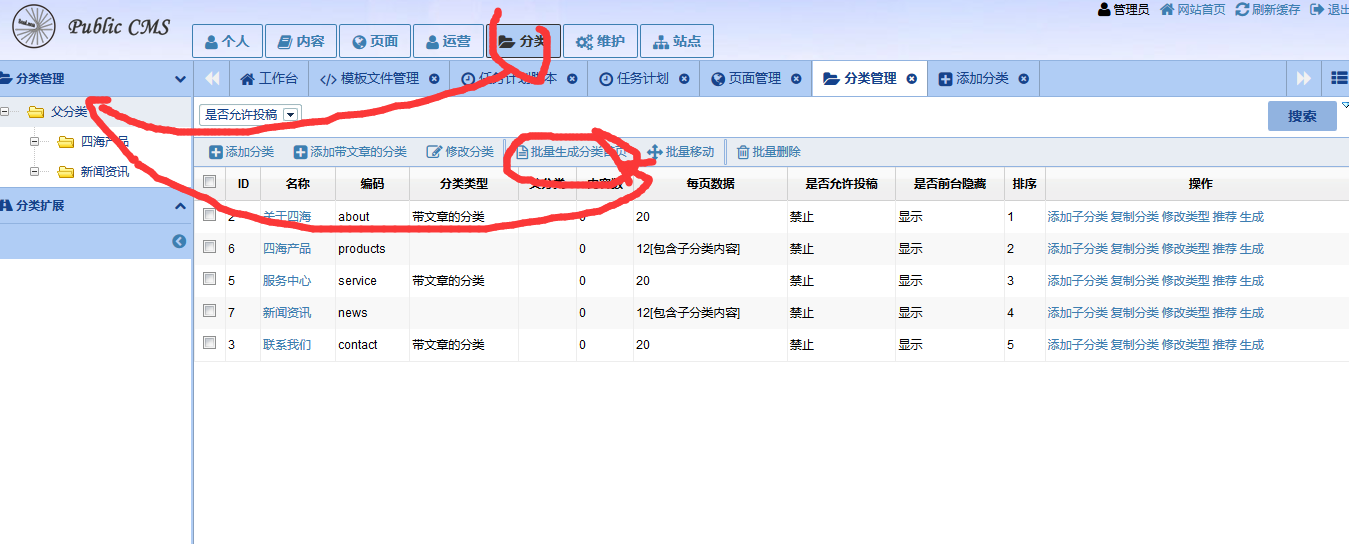 管理员 网站首页 刷新缓存 退出
Public CMS
个人 内容 页面 运营 分类 维护 站点
分类管理
工作台 模板文件管理 任务计划脚本 任务计划 页面管理 分类管理 添加分类
父分类
四海产品
新闻资讯
分类扩展
是否允许投稿
搜索
添加分类 添加带文章的分类 修改分类 批量生成分类首页 批量移动 批量删除
ID 名称 编码 分类类型 父分类 内容数 每页数据 是否允许投稿 是否前台隐藏 排序 操作
2 关于四海 about 带文章的分类 0 20 禁止 显示 1 添加子分类 复制分类 修改类型 推荐 生成
6 四海产品 products 0 12[包含子分类内容] 禁止 显示 2 添加子分类 复制分类 修改类型 推荐 生成
5 服务中心 service 带文章的分类 0 20 禁止 显示 3 添加子分类 复制分类 修改类型 推荐 生成
7 新闻资讯 news 0 12[包含子分类内容] 禁止 显示 4 添加子分类 复制分类 修改类型 推荐 生成
3 联系我们 contact 带文章的分类 0 20 禁止 显示 5 添加子分类 复制分类 修改类型 推荐 生成